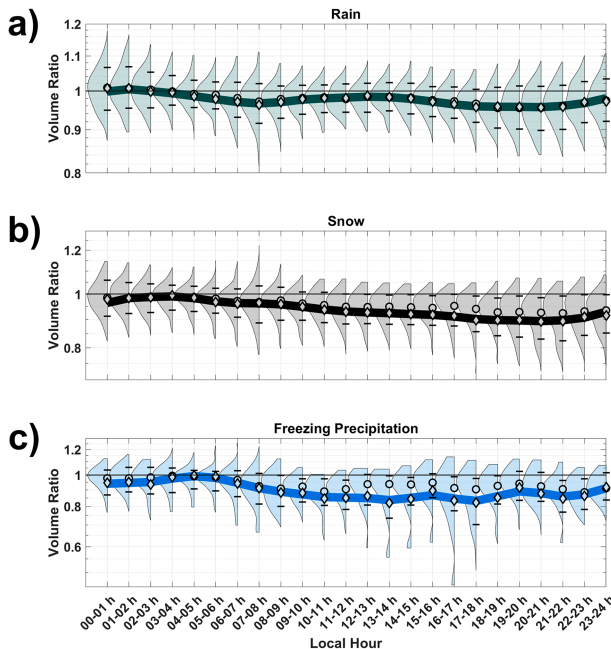 a)
Rain
Volume Ratio
1.2
1
0.9
0.8
b)
Snow
Volume Ratio
1.2
1
0.8
c)
Freezing Precipitation
Volume Ratio
1.2
1
0.8
0.6
00-01 h
01-02 h
02-03 h
03-04 h
04-05 h
05-06 h
06-07 h
07-08 h
08-09 h
09-10 h
10-11 h
11-12 h
12-13 h
13-14 h
14-15 h
15-16 h
16-17 h
17-18 h
18-19 h
19-20 h
20-21 h
21-22 h
22-23 h
23-24 h
Local Hour